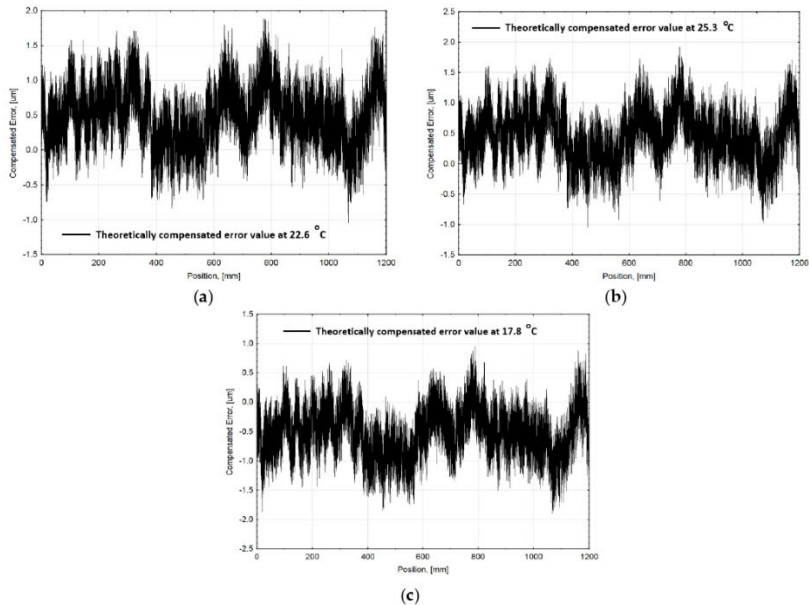 2.0
1.5
1.0
0.5
0.0
-0.5
-1.0
-1.5
Compensated Error, [um]
Theoretically compensated error value at 22.6 °C
0 200 400 600 800 1000 1200
Position, [mm]
(a)
2.5
2.0
1.5
1.0
0.5
0.0
-0.5
-1.0
-1.5
Compensated Error, [um]
Theoretically compensated error value at 25.3 °C
0 200 400 600 800 1000 1200
Position, [mm]
(b)
1.5
1.0
0.5
0.0
-0.5
-1.0
-1.5
-2.0
-2.5
Compensated Error, [um]
Theoretically compensated error value at 17.8 °C
0 200 400 600 800 1000 1200
Position, [mm]
(c)